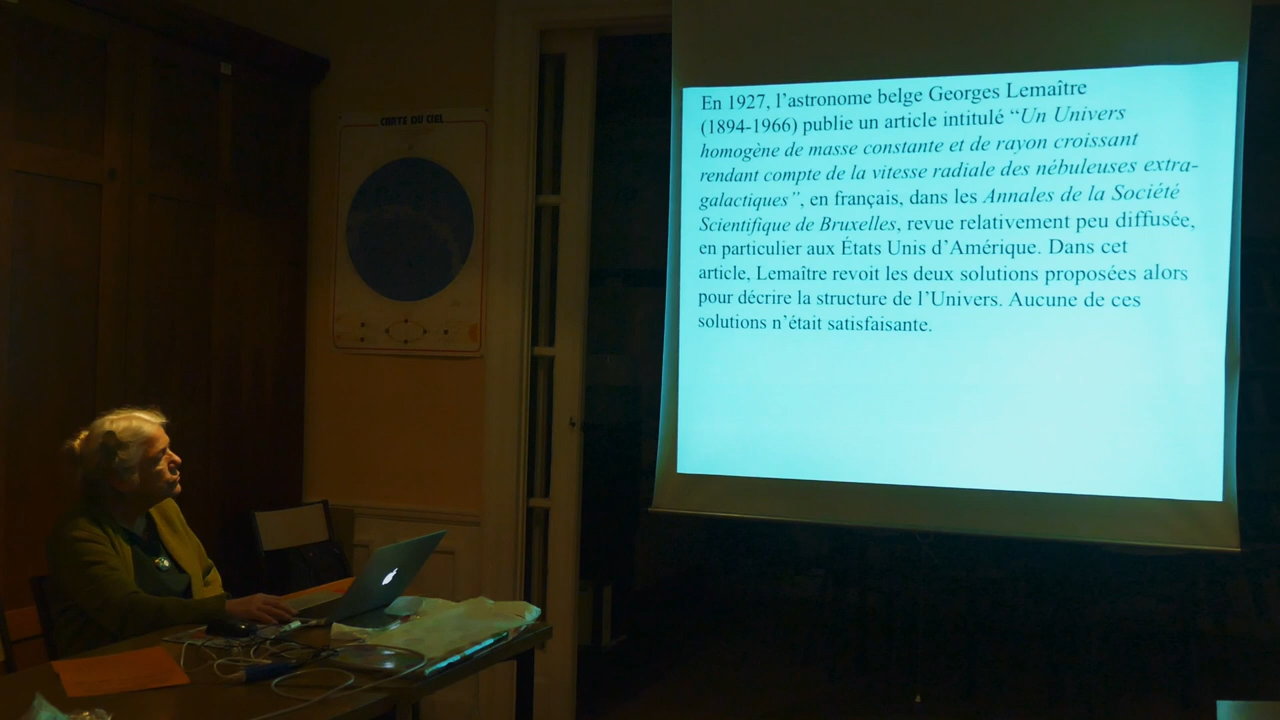 CARTE DU CIEL
En 1927, l’astronome belge Georges Lemaître
(1894-1966) publie un article intitulé “Un Univers
homogène de masse constante et de rayon croissant
rendant compte de la vitesse radiale des nébuleuses extra-
galactiques”, en français, dans les Annales de la Société
Scientifique de Bruxelles, revue relativement peu diffusée,
en particulier aux États Unis d’Amérique. Dans cet
article, Lemaître revoit les deux solutions proposées alors
pour décrire la structure de l’Univers. Aucune de ces
solutions n’était satisfaisante.